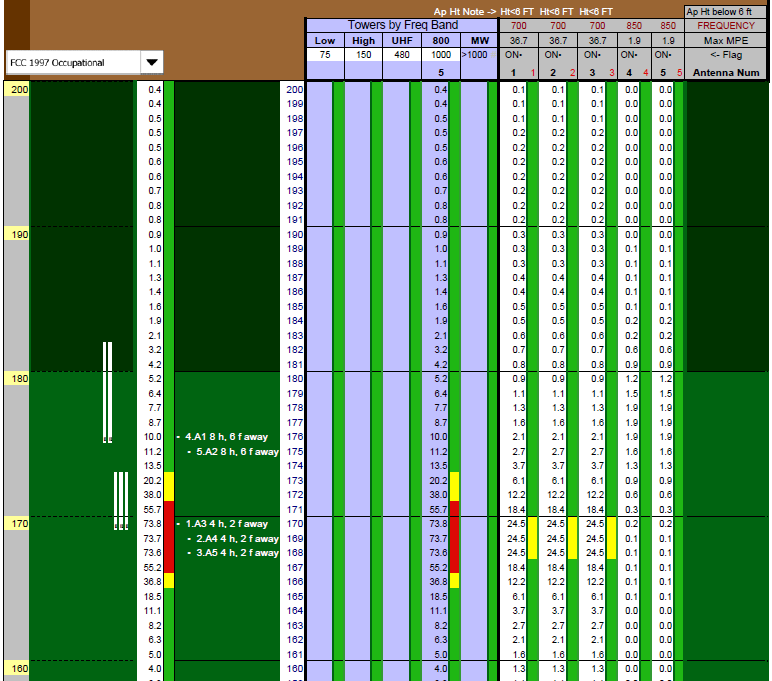 Ap Ht Note -> Ht<6 FT Ht<6 FT Ht<6 FT Ap Ht below 6 ft
Towers by Freq Band 700 700 700 850 850 FREQUENCY
Low High UHF 800 MW 36.7 36.7 36.7 1.9 1.9 Max MPE
FCC 1997 Occupational 75 150 480 1000 >1000 ON• ON• ON• ON• ON• <- Flag
5 1 1 2 2 3 3 4 4 5 5 Antenna Num
200 0.4 200 0.4 0.1 0.1 0.1 0.0 0.0
0.4 199 0.4 0.1 0.1 0.1 0.0 0.0
0.5 198 0.5 0.1 0.1 0.1 0.0 0.0
0.5 197 0.5 0.2 0.2 0.2 0.0 0.0
0.5 196 0.5 0.2 0.2 0.2 0.0 0.0
0.6 195 0.6 0.2 0.2 0.2 0.0 0.0
0.6 194 0.6 0.2 0.2 0.2 0.0 0.0
0.7 193 0.7 0.2 0.2 0.2 0.0 0.0
0.8 192 0.8 0.2 0.2 0.2 0.0 0.0
0.8 191 0.8 0.2 0.2 0.2 0.0 0.0
190 0.9 190 0.9 0.3 0.3 0.3 0.0 0.0
1.0 189 1.0 0.3 0.3 0.3 0.1 0.1
1.1 188 1.1 0.3 0.3 0.3 0.1 0.1
1.3 187 1.3 0.4 0.4 0.4 0.1 0.1
1.4 186 1.4 0.4 0.4 0.4 0.1 0.1
1.6 185 1.6 0.5 0.5 0.5 0.1 0.1
1.9 184 1.9 0.5 0.5 0.5 0.2 0.2
2.1 183 2.1 0.6 0.6 0.6 0.2 0.2
3.2 182 3.2 0.7 0.7 0.7 0.6 0.6
4.2 181 4.2 0.8 0.8 0.8 0.9 0.9
180 5.2 180 5.2 0.9 0.9 0.9 1.2 1.2
6.4 179 6.4 1.1 1.1 1.1 1.5 1.5
7.7 178 7.7 1.3 1.3 1.3 1.9 1.9
8.7 177 8.7 1.6 1.6 1.6 1.9 1.9
10.0 - 4.A1 8 h, 6 f away 176 10.0 2.1 2.1 2.1 1.9 1.9
11.2 - 5.A2 8 h, 6 f away 175 11.2 2.7 2.7 2.7 1.6 1.6
13.5 174 13.5 3.7 3.7 3.7 1.3 1.3
20.2 173 20.2 6.1 6.1 6.1 0.9 0.9
38.0 172 38.0 12.2 12.2 12.2 0.6 0.6
55.7 171 55.7 18.4 18.4 18.4 0.3 0.3
170 73.8 - 1.A3 4 h, 2 f away 170 73.8 24.5 24.5 24.5 0.2 0.2
73.7 - 2.A4 4 h, 2 f away 169 73.7 24.5 24.5 24.5 0.1 0.1
73.6 - 3.A5 4 h, 2 f away 168 73.6 24.5 24.5 24.5 0.1 0.1
55.2 167 55.2 18.4 18.4 18.4 0.1 0.1
36.8 166 36.8 12.2 12.2 12.2 0.1 0.1
18.5 165 18.5 6.1 6.1 6.1 0.1 0.1
11.1 164 11.1 3.7 3.7 3.7 0.0 0.0
8.2 163 8.2 2.7 2.7 2.7 0.0 0.0
6.3 162 6.3 2.1 2.1 2.1 0.0 0.0
5.0 161 5.0 1.6 1.6 1.6 0.0 0.0
160 4.0 160 4.0 1.3 1.3 1.3 0.0 0.0